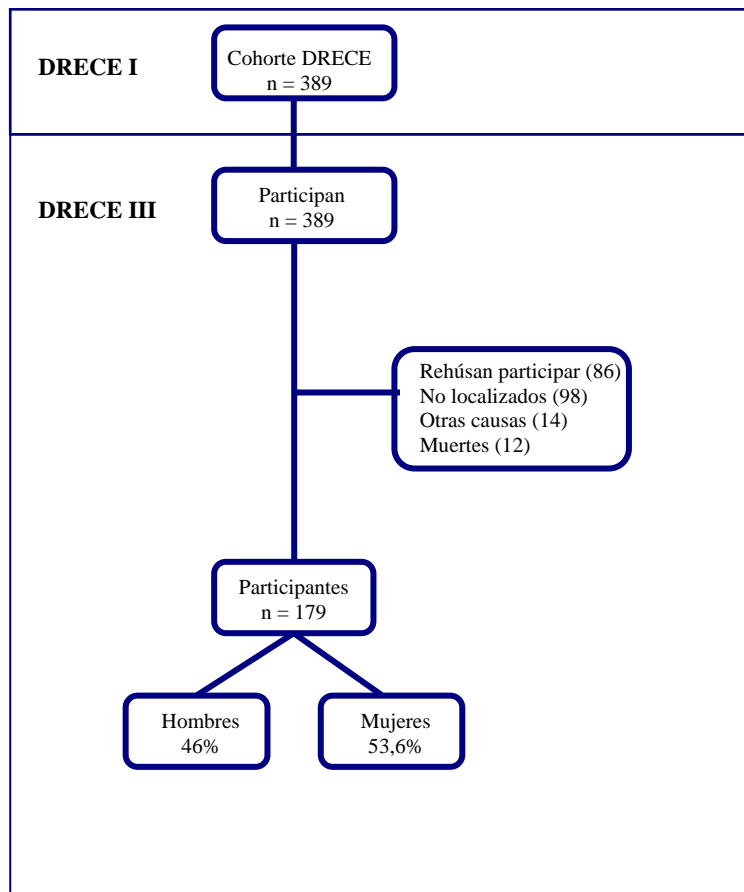 DRECE I
Cohorte DRECE
n = 389
DRECE III
Participan
n = 389
Rehúsan participar (86)
No localizados (98)
Otras causas (14)
Muertes (12)
Participantes
n = 179
Hombres
46%
Mujeres
53,6%